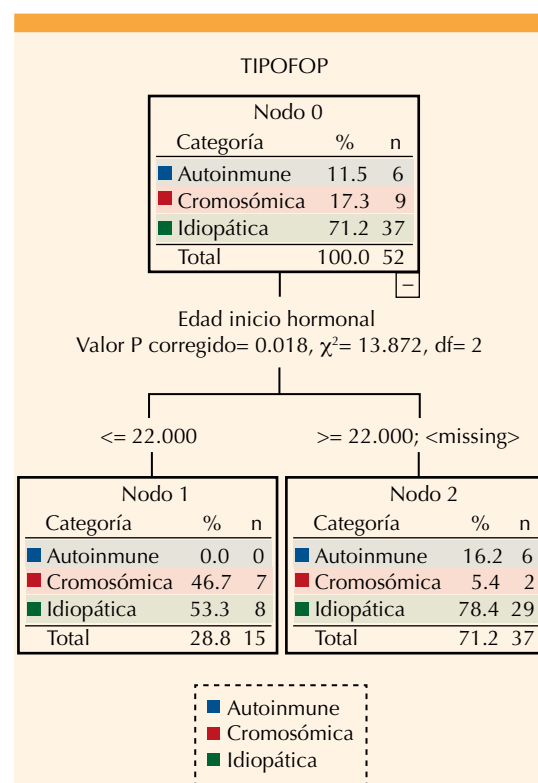 TIPOFOP
Nodo 0
Categoría % n
Autoinmune 11.5 6
Cromosómica 17.3 9
Idiopática 71.2 37
Total 100.0 52
–
Edad inicio hormonal
Valor P corregido= 0.018, χ²= 13.872, df= 2
<= 22.000
>= 22.000; <missing>
Nodo 1
Categoría % n
Autoinmune 0.0 0
Cromosómica 46.7 7
Idiopática 53.3 8
Total 28.8 15
Nodo 2
Categoría % n
Autoinmune 16.2 6
Cromosómica 5.4 2
Idiopática 78.4 29
Total 71.2 37
Autoinmune
Cromosómica
Idiopática